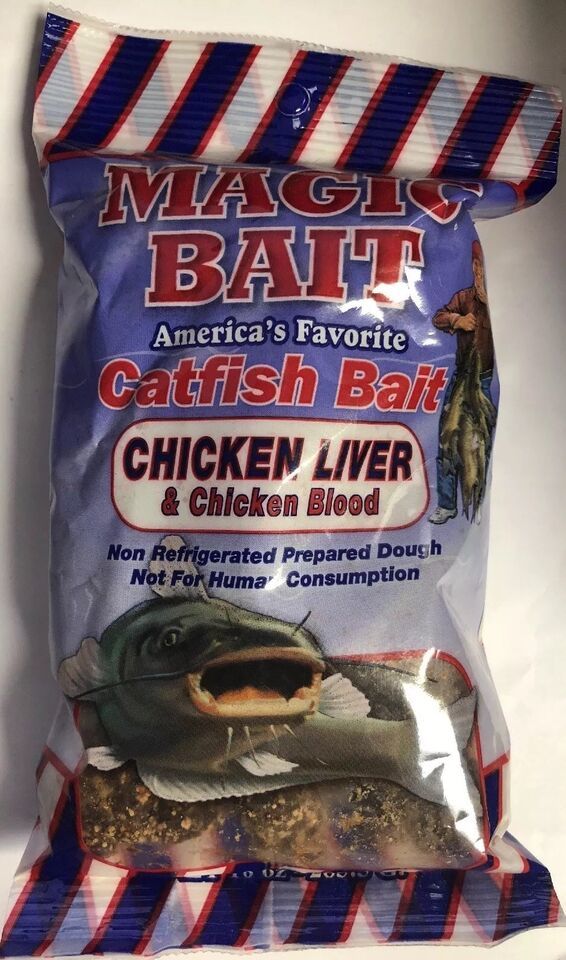 MAGIC
BAIT
America's Favorite
Catfish Bait
CHICKEN LIVER
& Chicken Blood
Non Refrigerated Prepared Dough
Not For Human Consumption